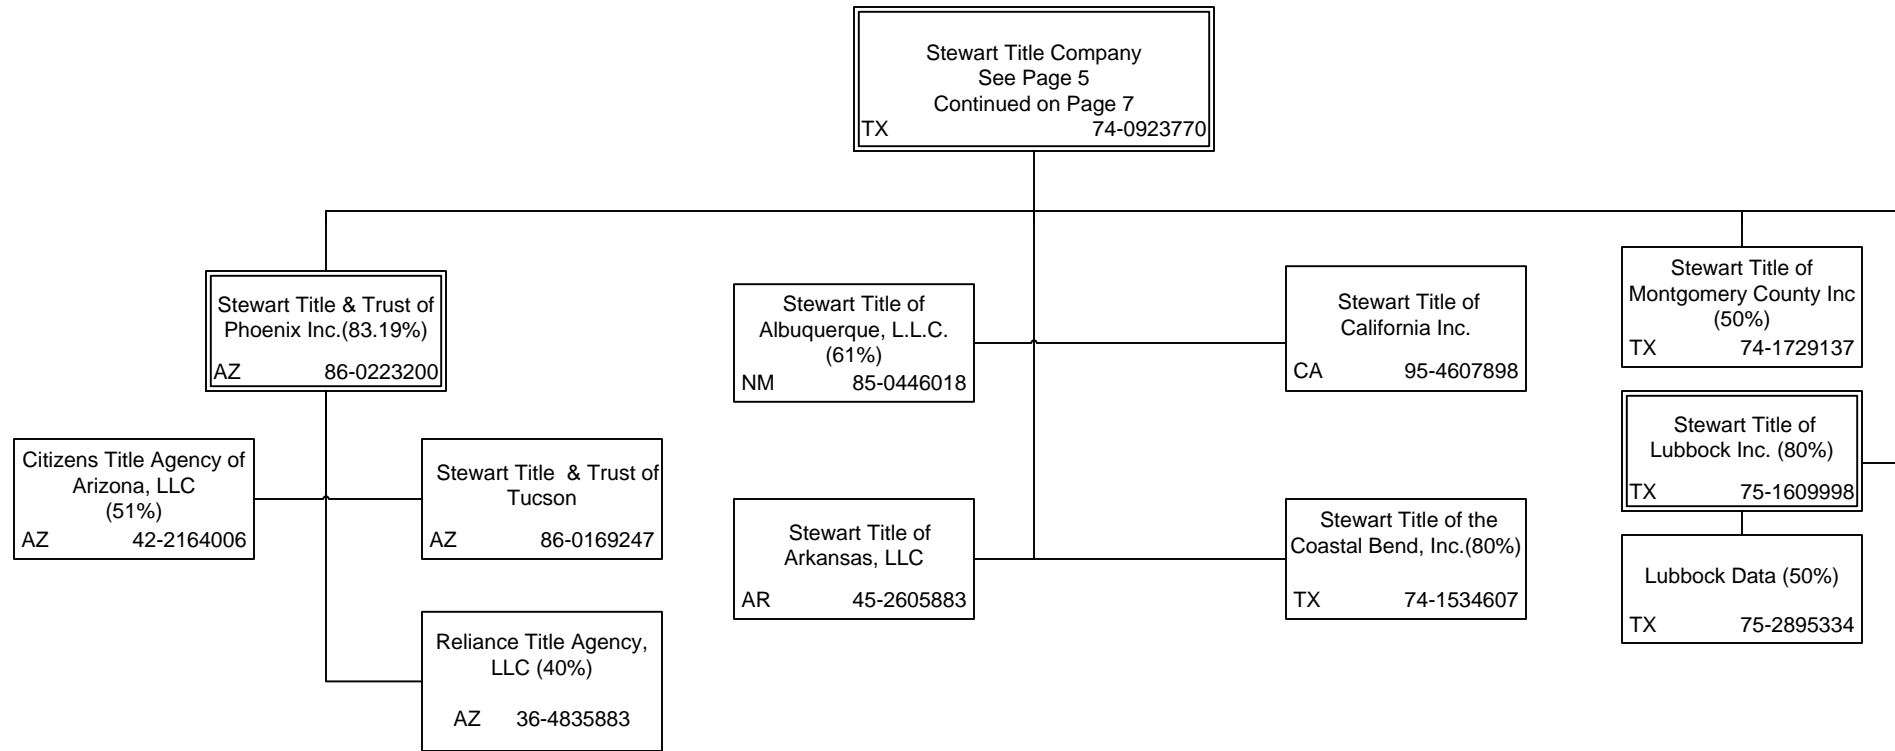 Stewart Title Company
See Page 5
Continued on Page 7
TX 74-0923770
Stewart Title & Trust of
Phoenix Inc.(83.19%)
AZ 86-0223200
Citizens Title Agency of
Arizona, LLC
(51%)
AZ 42-2164006
Stewart Title & Trust of
Tucson
AZ 86-0169247
Reliance Title Agency,
LLC (40%)
AZ 36-4835883
Stewart Title of
Albuquerque, L.L.C.
(61%)
NM 85-0446018
Stewart Title of
California Inc.
CA 95-4607898
Stewart Title of
Arkansas, LLC
AR 45-2605883
Stewart Title of the
Coastal Bend, Inc.(80%)
TX 74-1534607
Stewart Title of
Montgomery County Inc
(50%)
TX 74-1729137
Stewart Title of
Lubbock Inc. (80%)
TX 75-1609998
Lubbock Data (50%)
TX 75-2895334